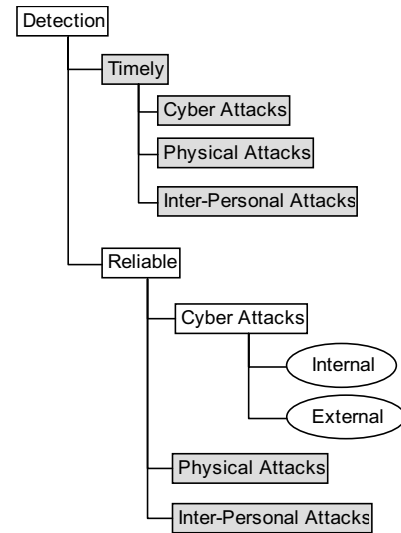 Detection
Timely
Cyber Attacks
Physical Attacks
Inter-Personal Attacks
Reliable
Cyber Attacks
Internal
External
Physical Attacks
Inter-Personal Attacks